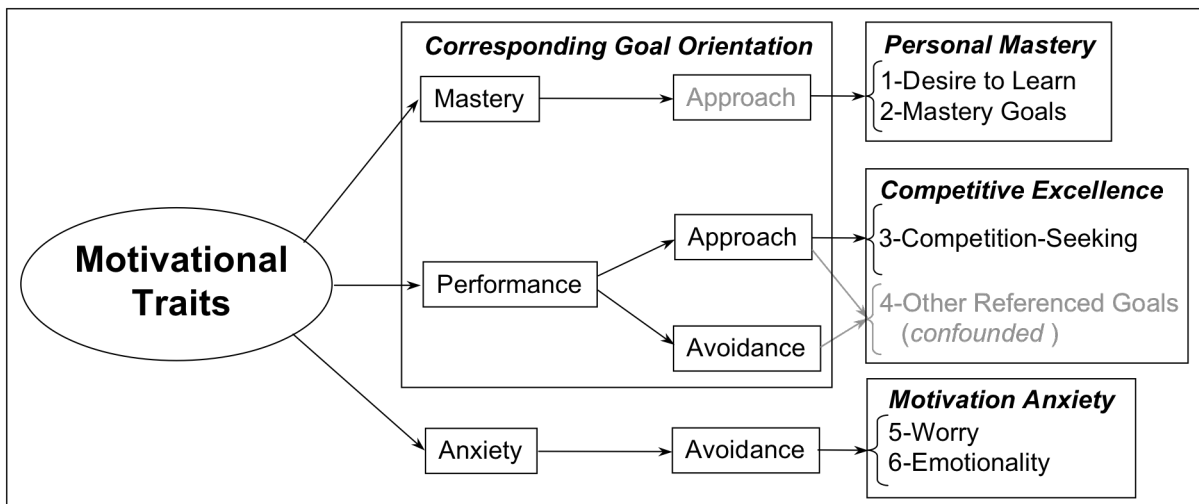 Corresponding Goal Orientation
Personal Mastery
Mastery
Approach
1-Desire to Learn
2-Mastery Goals
Motivational
Traits
Performance
Approach
Avoidance
Competitive Excellence
3-Competition-Seeking
4-Other Referenced Goals
(confounded )
Anxiety
Avoidance
Motivation Anxiety
5-Worry
6-Emotionality